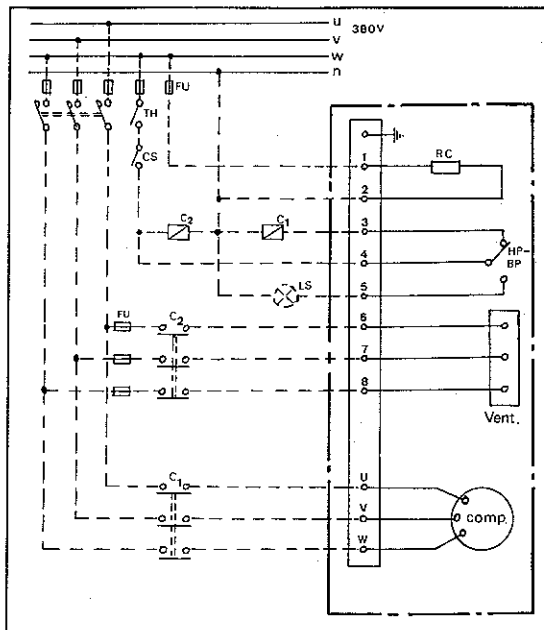 u 380V
v
w
n
FU
TH
CS
1
RC
2
C2 C1
3
4
HP-BP
LS
5
FU
C2
6
7
8
Vent.
C1
U
V
W
comp.